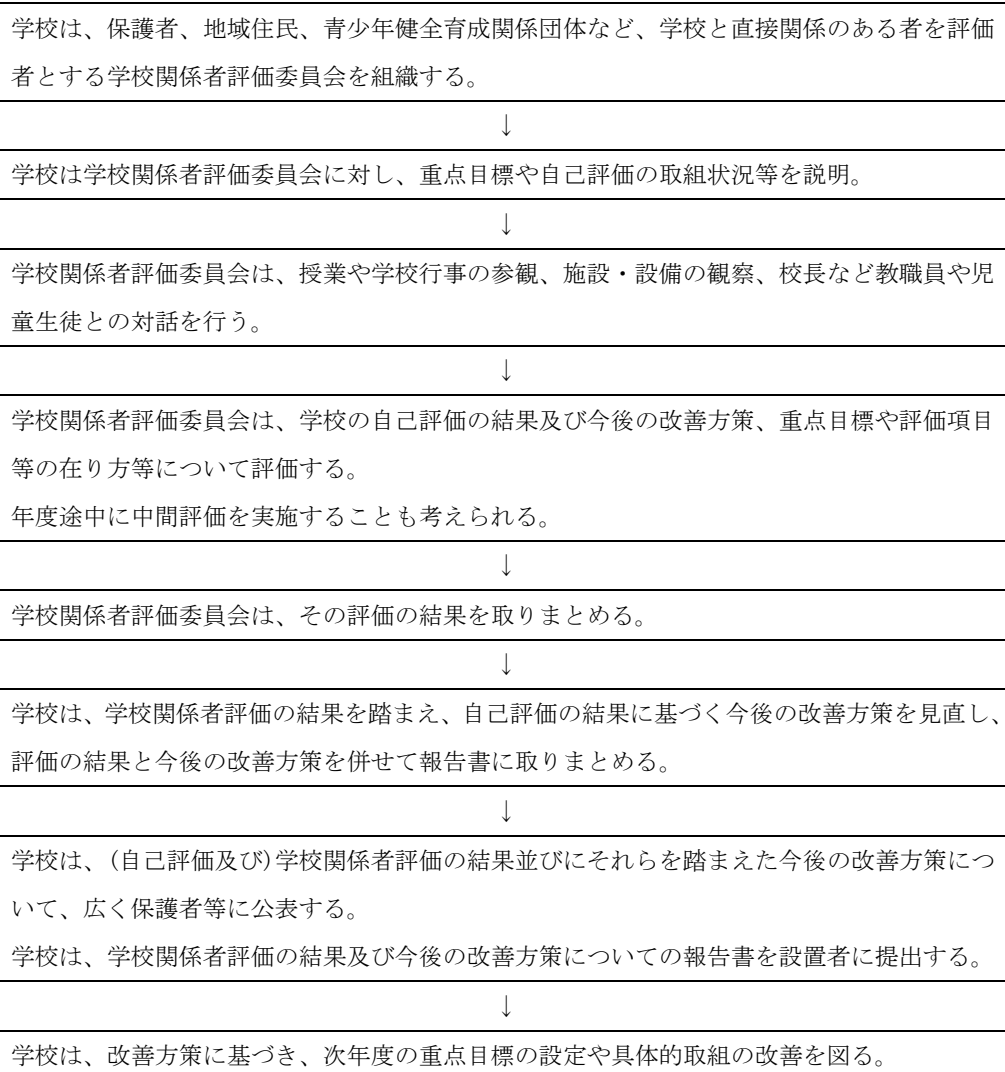 学校は、保護者、地域住民、青少年健全育成関係団体など、学校と直接関係のある者を評価
者とする学校関係者評価委員会を組織する。
↓
学校は学校関係者評価委員会に対し、重点目標や自己評価の取組状況等を説明。
↓
学校関係者評価委員会は、授業や学校行事の参観、施設・設備の観察、校長など教職員や児
童生徒との対話を行う。
↓
学校関係者評価委員会は、学校の自己評価の結果及び今後の改善方策、重点目標や評価項目
等の在り方等について評価する。
年度途中に中間評価を実施することも考えられる。
↓
学校関係者評価委員会は、その評価の結果を取りまとめる。
↓
学校は、学校関係者評価の結果を踏まえ、自己評価の結果に基づく今後の改善方策を見直し、
評価の結果と今後の改善方策を併せて報告書に取りまとめる。
↓
学校は、(自己評価及び)学校関係者評価の結果並びにそれらを踏まえた今後の改善方策につ
いて、広く保護者等に公表する。
学校は、学校関係者評価の結果及び今後の改善方策についての報告書を設置者に提出する。
↓
学校は、改善方策に基づき、次年度の重点目標の設定や具体的取組の改善を図る。